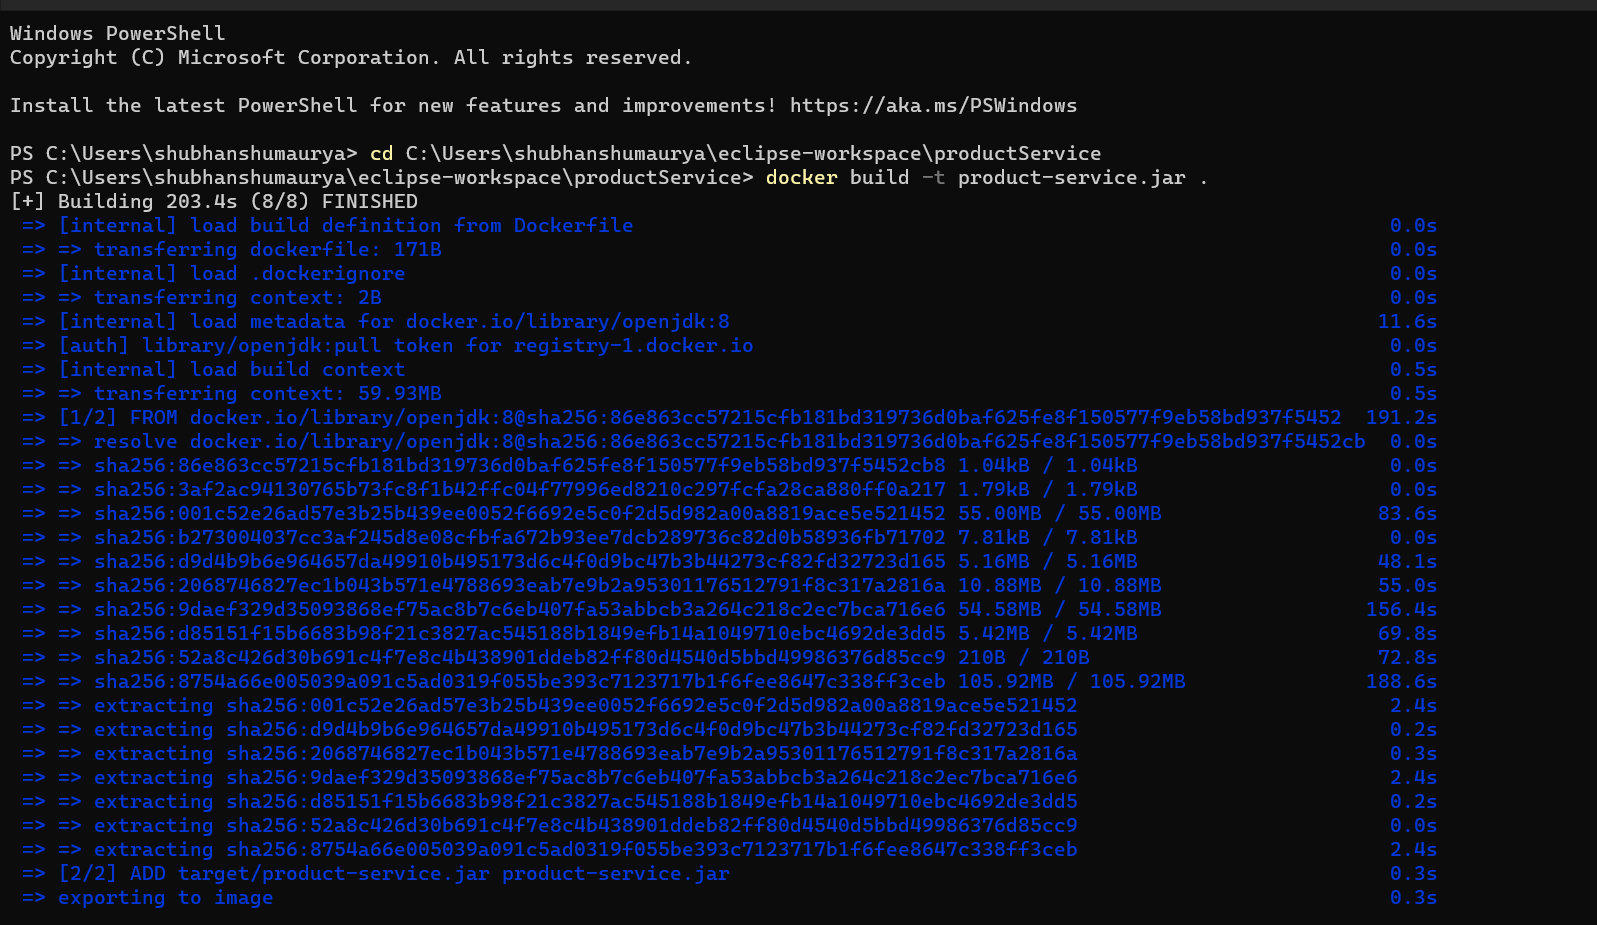 Windows PowerShell
Copyright (C) Microsoft Corporation. All rights reserved.
Install the latest PowerShell for new features and improvements! https://aka.ms/PSWindows
PS C:\Users\shubhanshumaurya> cd C:\Users\shubhanshumaurya\eclipse-workspace\productService
PS C:\Users\shubhanshumaurya\eclipse-workspace\productService> docker build -t product-service.jar .
[+] Building 203.4s (8/8) FINISHED
=> [internal] load build definition from Dockerfile 0.0s
=> => transferring dockerfile: 171B 0.0s
=> [internal] load .dockerignore 0.0s
=> => transferring context: 2B 0.0s
=> [internal] load metadata for docker.io/library/openjdk:8 11.6s
=> [auth] library/openjdk:pull token for registry-1.docker.io 0.0s
=> [internal] load build context 0.5s
=> => transferring context: 59.93MB 0.5s
=> [1/2] FROM docker.io/library/openjdk:8@sha256:86e863cc57215cfb181bd319736d0baf625fe8f150577f9eb58bd937f5452 191.2s
=> => resolve docker.io/library/openjdk:8@sha256:86e863cc57215cfb181bd319736d0baf625fe8f150577f9eb58bd937f5452cb 0.0s
=> => sha256:86e863cc57215cfb181bd319736d0baf625fe8f150577f9eb58bd937f5452cb8 1.04kB / 1.04kB 0.0s
=> => sha256:3af2ac94130765b73fc8f1b42ffc04f77996ed8210c297fcfa28ca880ff0a217 1.79kB / 1.79kB 0.0s
=> => sha256:001c52e26ad57e3b25b439ee0052f6692e5c0f2d5d982a00a8819ace5e521452 55.00MB / 55.00MB 83.6s
=> => sha256:b273004037cc3af245d8e08cfbfa672b93ee7dcb289736c82d0b58936fb71702 7.81kB / 7.81kB 0.0s
=> => sha256:d9d4b9b6e964657da49910b495173d6c4f0d9bc47b3b44273cf82fd32723d165 5.16MB / 5.16MB 48.1s
=> => sha256:2068746827ec1b043b571e4788693eab7e9b2a95301176512791f8c317a2816a 10.88MB / 10.88MB 55.0s
=> => sha256:9daef329d35093868ef75ac8b7c6eb407fa53abbcb3a264c218c2ec7bca716e6 54.58MB / 54.58MB 156.4s
=> => sha256:d85151f15b6683b98f21c3827ac545188b1849efb14a1049710ebc4692de3dd5 5.42MB / 5.42MB 69.8s
=> => sha256:52a8c426d30b691c4f7e8c4b438901ddeb82ff80d4540d5bbd49986376d85cc9 210B / 210B 72.8s
=> => sha256:8754a66e005039a091c5ad0319f055be393c7123717b1f6fee8647c338ff3ceb 105.92MB / 105.92MB 188.6s
=> => extracting sha256:001c52e26ad57e3b25b439ee0052f6692e5c0f2d5d982a00a8819ace5e521452 2.4s
=> => extracting sha256:d9d4b9b6e964657da49910b495173d6c4f0d9bc47b3b44273cf82fd32723d165 0.2s
=> => extracting sha256:2068746827ec1b043b571e4788693eab7e9b2a95301176512791f8c317a2816a 0.3s
=> => extracting sha256:9daef329d35093868ef75ac8b7c6eb407fa53abbcb3a264c218c2ec7bca716e6 2.4s
=> => extracting sha256:d85151f15b6683b98f21c3827ac545188b1849efb14a1049710ebc4692de3dd5 0.2s
=> => extracting sha256:52a8c426d30b691c4f7e8c4b438901ddeb82ff80d4540d5bbd49986376d85cc9 0.0s
=> => extracting sha256:8754a66e005039a091c5ad0319f055be393c7123717b1f6fee8647c338ff3ceb 2.4s
=> [2/2] ADD target/product-service.jar product-service.jar 0.3s
=> exporting to image 0.3s